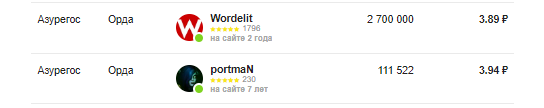 Азурегос Орда Wordelit 2 700 000 3.89 ₽
1796
на сайте 2 года
Азурегос Орда portmaN 111 522 3.94 ₽
230
на сайте 7 лет